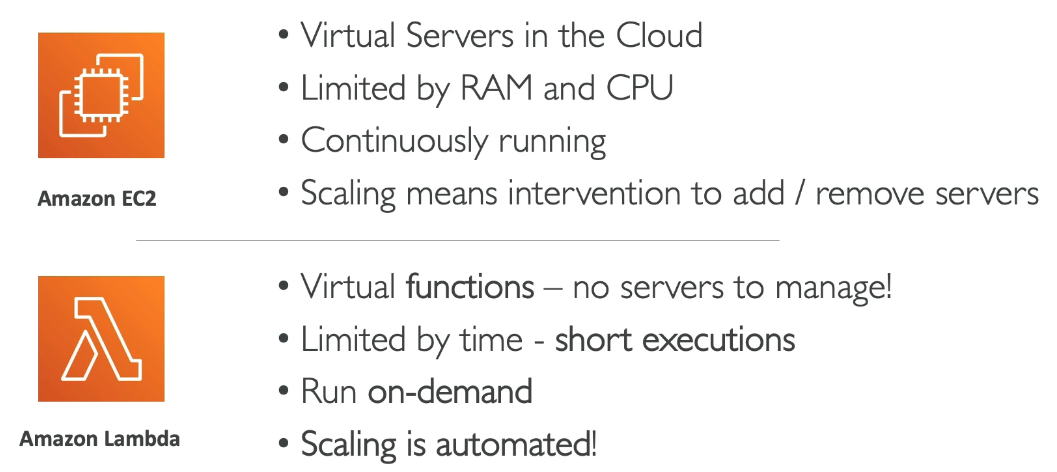 • Virtual Servers in the Cloud
• Limited by RAM and CPU
• Continuously running
• Scaling means intervention to add / remove servers
Amazon EC2
• Virtual functions – no servers to manage!
• Limited by time - short executions
• Run on-demand
• Scaling is automated!
Amazon Lambda